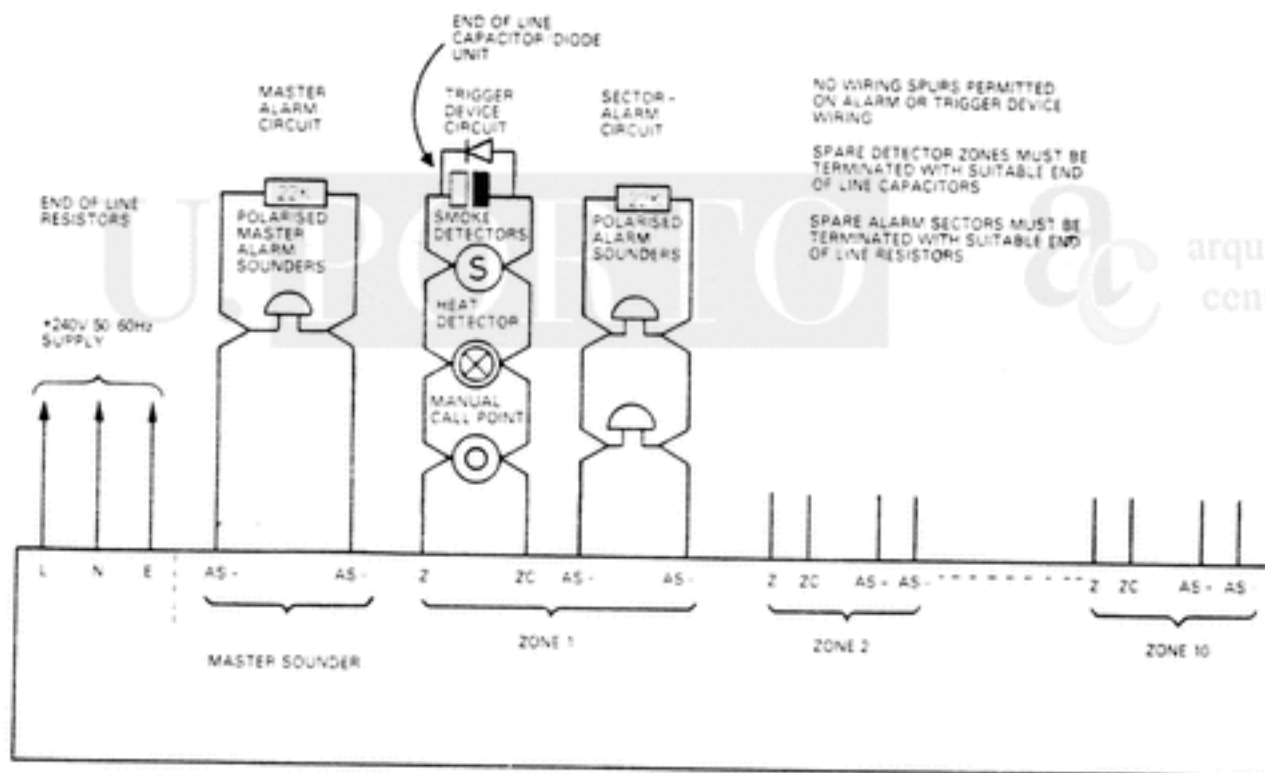 END OF LINE
CAPACITOR/DIODE
UNIT
MASTER
ALARM
CIRCUIT
TRIGGER
DEVICE
CIRCUIT
SECTOR-
ALARM
CIRCUIT
NO WIRING SPURS PERMITTED
ON ALARM OR TRIGGER DEVICE
WIRING
SPARE DETECTOR ZONES MUST BE
TERMINATED WITH SUITABLE END
OF LINE CAPACITORS
SPARE ALARM SECTORS MUST BE
TERMINATED WITH SUITABLE END
OF LINE RESISTORS
END OF LINE
RESISTORS
POLARISED
MASTER
ALARM
SOUNDERS
SMOKE
DETECTORS
S
POLARISED
ALARM
SOUNDERS
U. PORTO
ac
arqu
cent
HEAT
DETECTOR
*240V 50 60Hz
SUPPLY
MANUAL
CALL POINT
L N E AS- AS- Z ZC AS- AS- Z ZC AS- AS- Z ZC AS- AS-
MASTER SOUNDER
ZONE 1
ZONE 2
ZONE 10